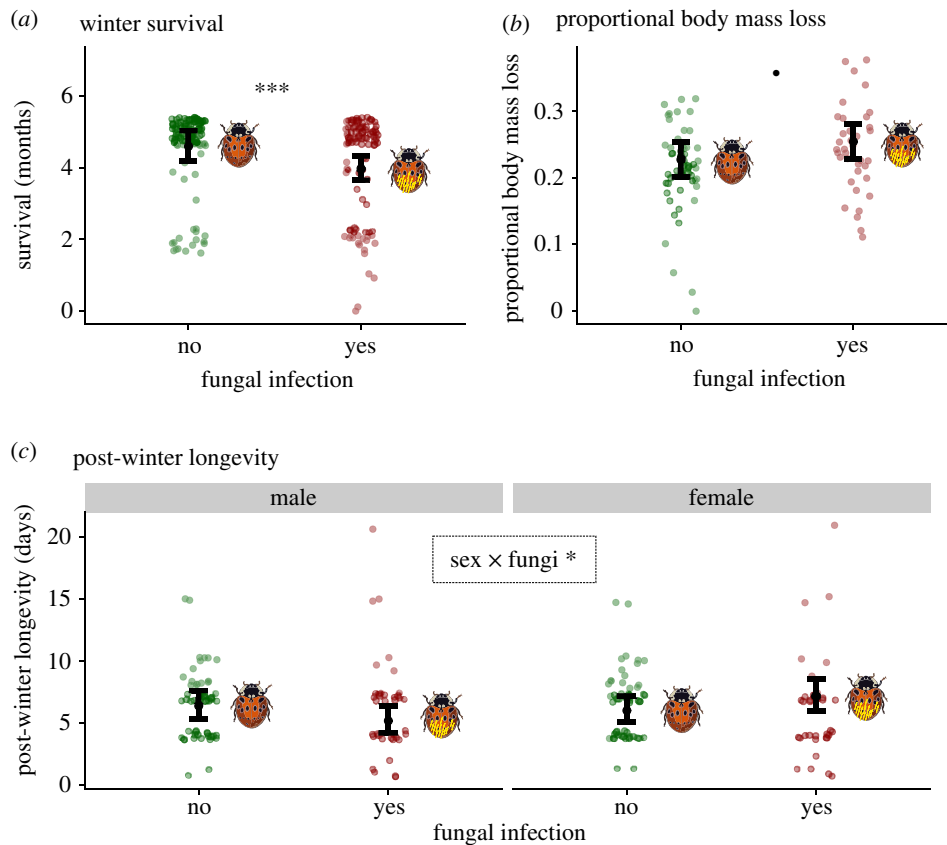 (a) winter survival
***
survival (months)
6
4
2
0
no yes
fungal infection
(b) proportional body mass loss
•
proportional body mass loss
0.3
0.2
0.1
0
no yes
fungal infection
(c) post-winter longevity
male female
sex × fungi *
post-winter longevity (days)
20
15
10
5
0
no yes no yes
fungal infection